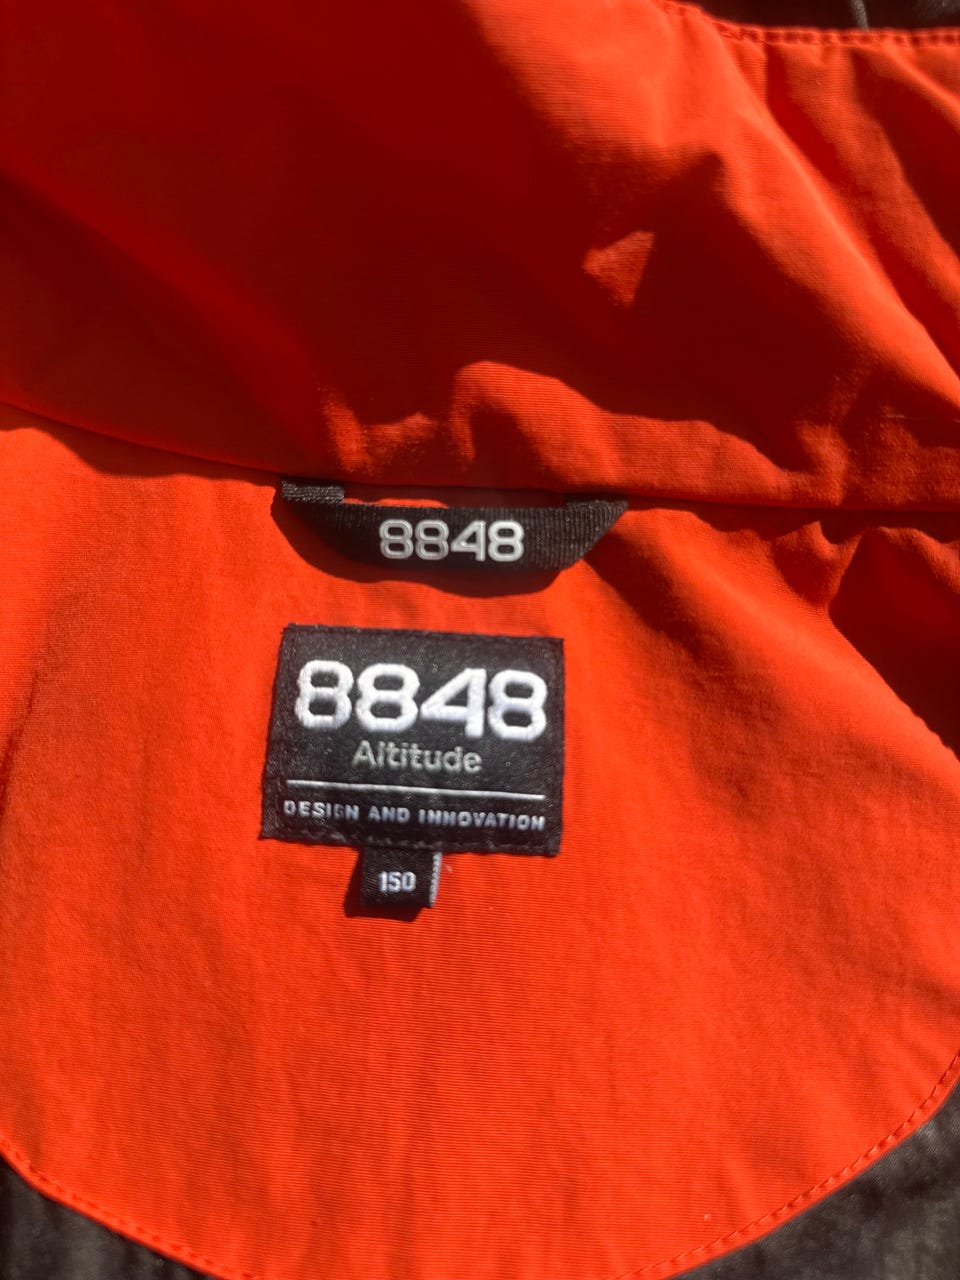 8848
8848
Altitude
DESIGN AND INNOVATION
150